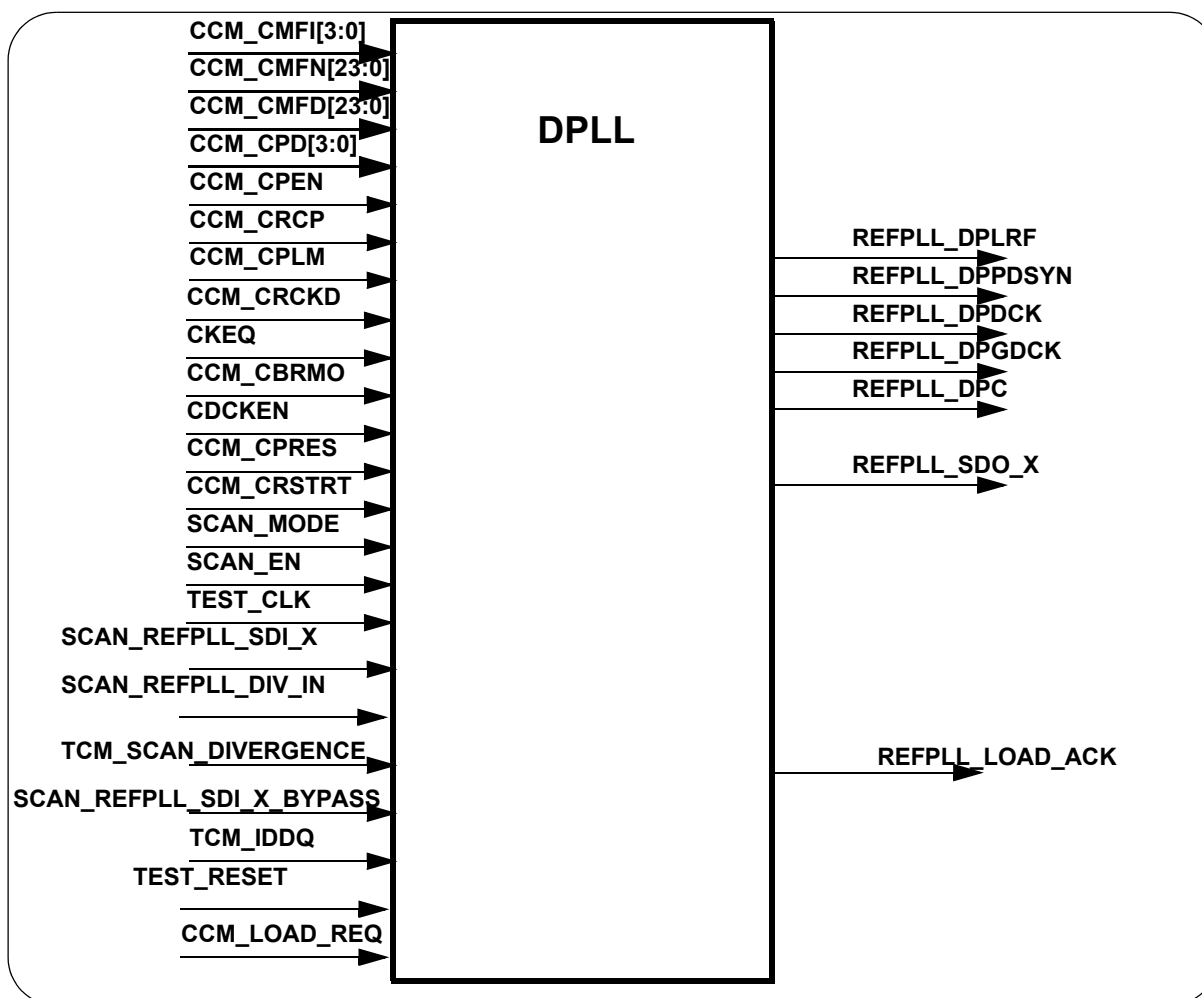 CCM_CMFI[3:0]
CCM_CMFN[23:0]
CCM_CMFD[23:0]
CCM_CPD[3:0]
CCM_CPEN
CCM_CRCP
CCM_CPLM
CCM_CRCKD
CKEQ
CCM_CBRMO
CDCKEN
CCM_CPRES
CCM_CRSTRT
SCAN_MODE
SCAN_EN
TEST_CLK
SCAN_REFPLL_SDI_X
SCAN_REFPLL_DIV_IN
TCM_SCAN_DIVERGENCE
SCAN_REFPLL_SDI_X_BYPASS
TCM_IDDQ
TEST_RESET
CCM_LOAD_REQ
DPLL
REFPLL_DPLRF
REFPLL_DPPDSYN
REFPLL_DPDCK
REFPLL_DPGDCK
REFPLL_DPC
REFPLL_SDO_X
REFPLL_LOAD_ACK